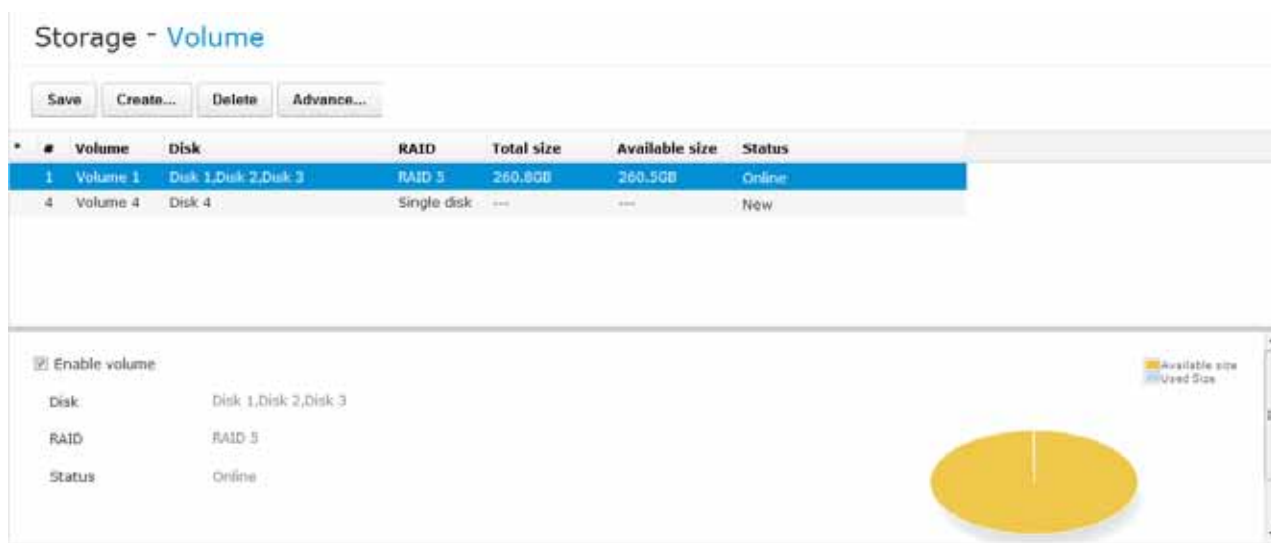 Storage - Volume
Save Create... Delete Advance...
* # Volume Disk RAID Total size Available size Status
1 Volume 1 Disk 1,Disk 2,Disk 3 RAID 5 260.8GB 260.5GB Online
4 Volume 4 Disk 4 Single disk --- --- New
Enable volume
Available size
Used Size
Disk Disk 1,Disk 2,Disk 3
RAID RAID 5
Status Online